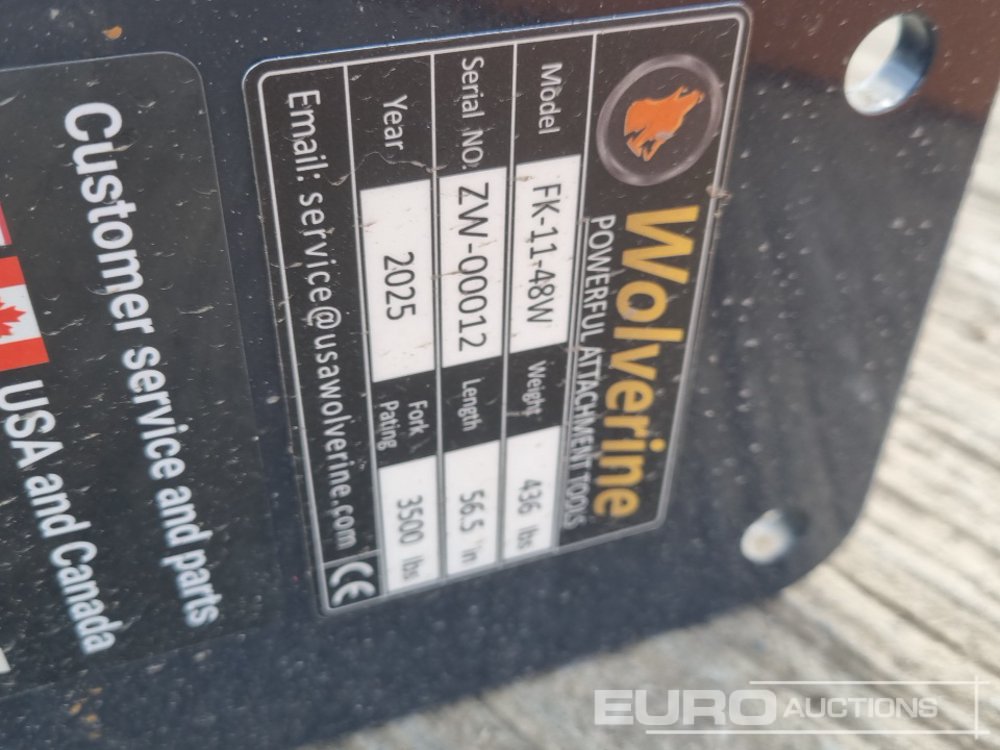 Wolverine
POWERFUL ATTACHMENT TOOLS
Model FK-11-48W Weight 436 lbs
Serial NO. ZW-00012 Length 56.5 in
Year 2025 Fork Pating 3500 lbs
Email: service@usawolverine.com CE
Customer service and parts
USA and Canada
EURO AUCTIONS